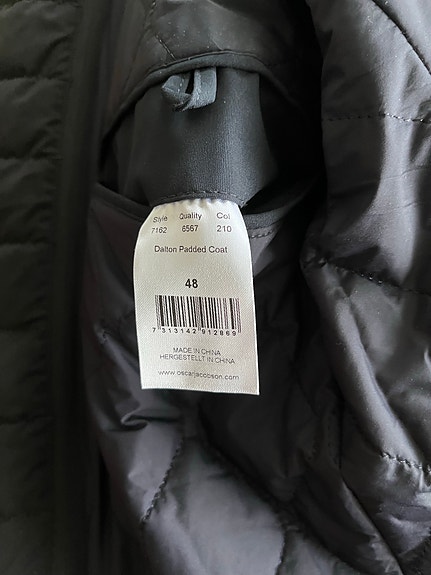 Style Quality Col
7162 6567 210
Dalton Padded Coat
48
7 313142 912869
MADE IN CHINA
HERGESTELLT IN CHINA
www.oscarjacobson.com